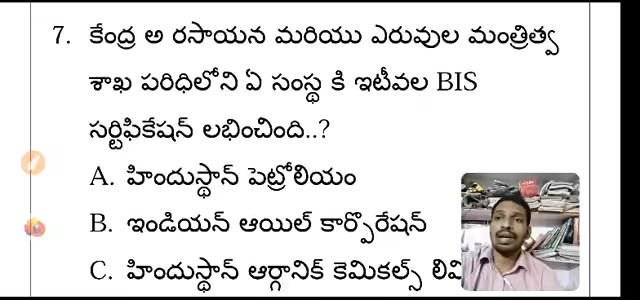 7. కేంద్ర అ రసాయన మరియు ఎరువుల మంత్రిత్వ
శాఖ పరిధిలోని ఏ సంస్థ కి ఇటీవల BIS
సర్టిఫికేషన్ లభించింది..?
A. హిందుస్థాన్ పెట్రోలియం
B. ఇండియన్ ఆయిల్ కార్పొరేషన్
C. హిందుస్థాన్ ఆర్గానిక్ కెమికల్స్